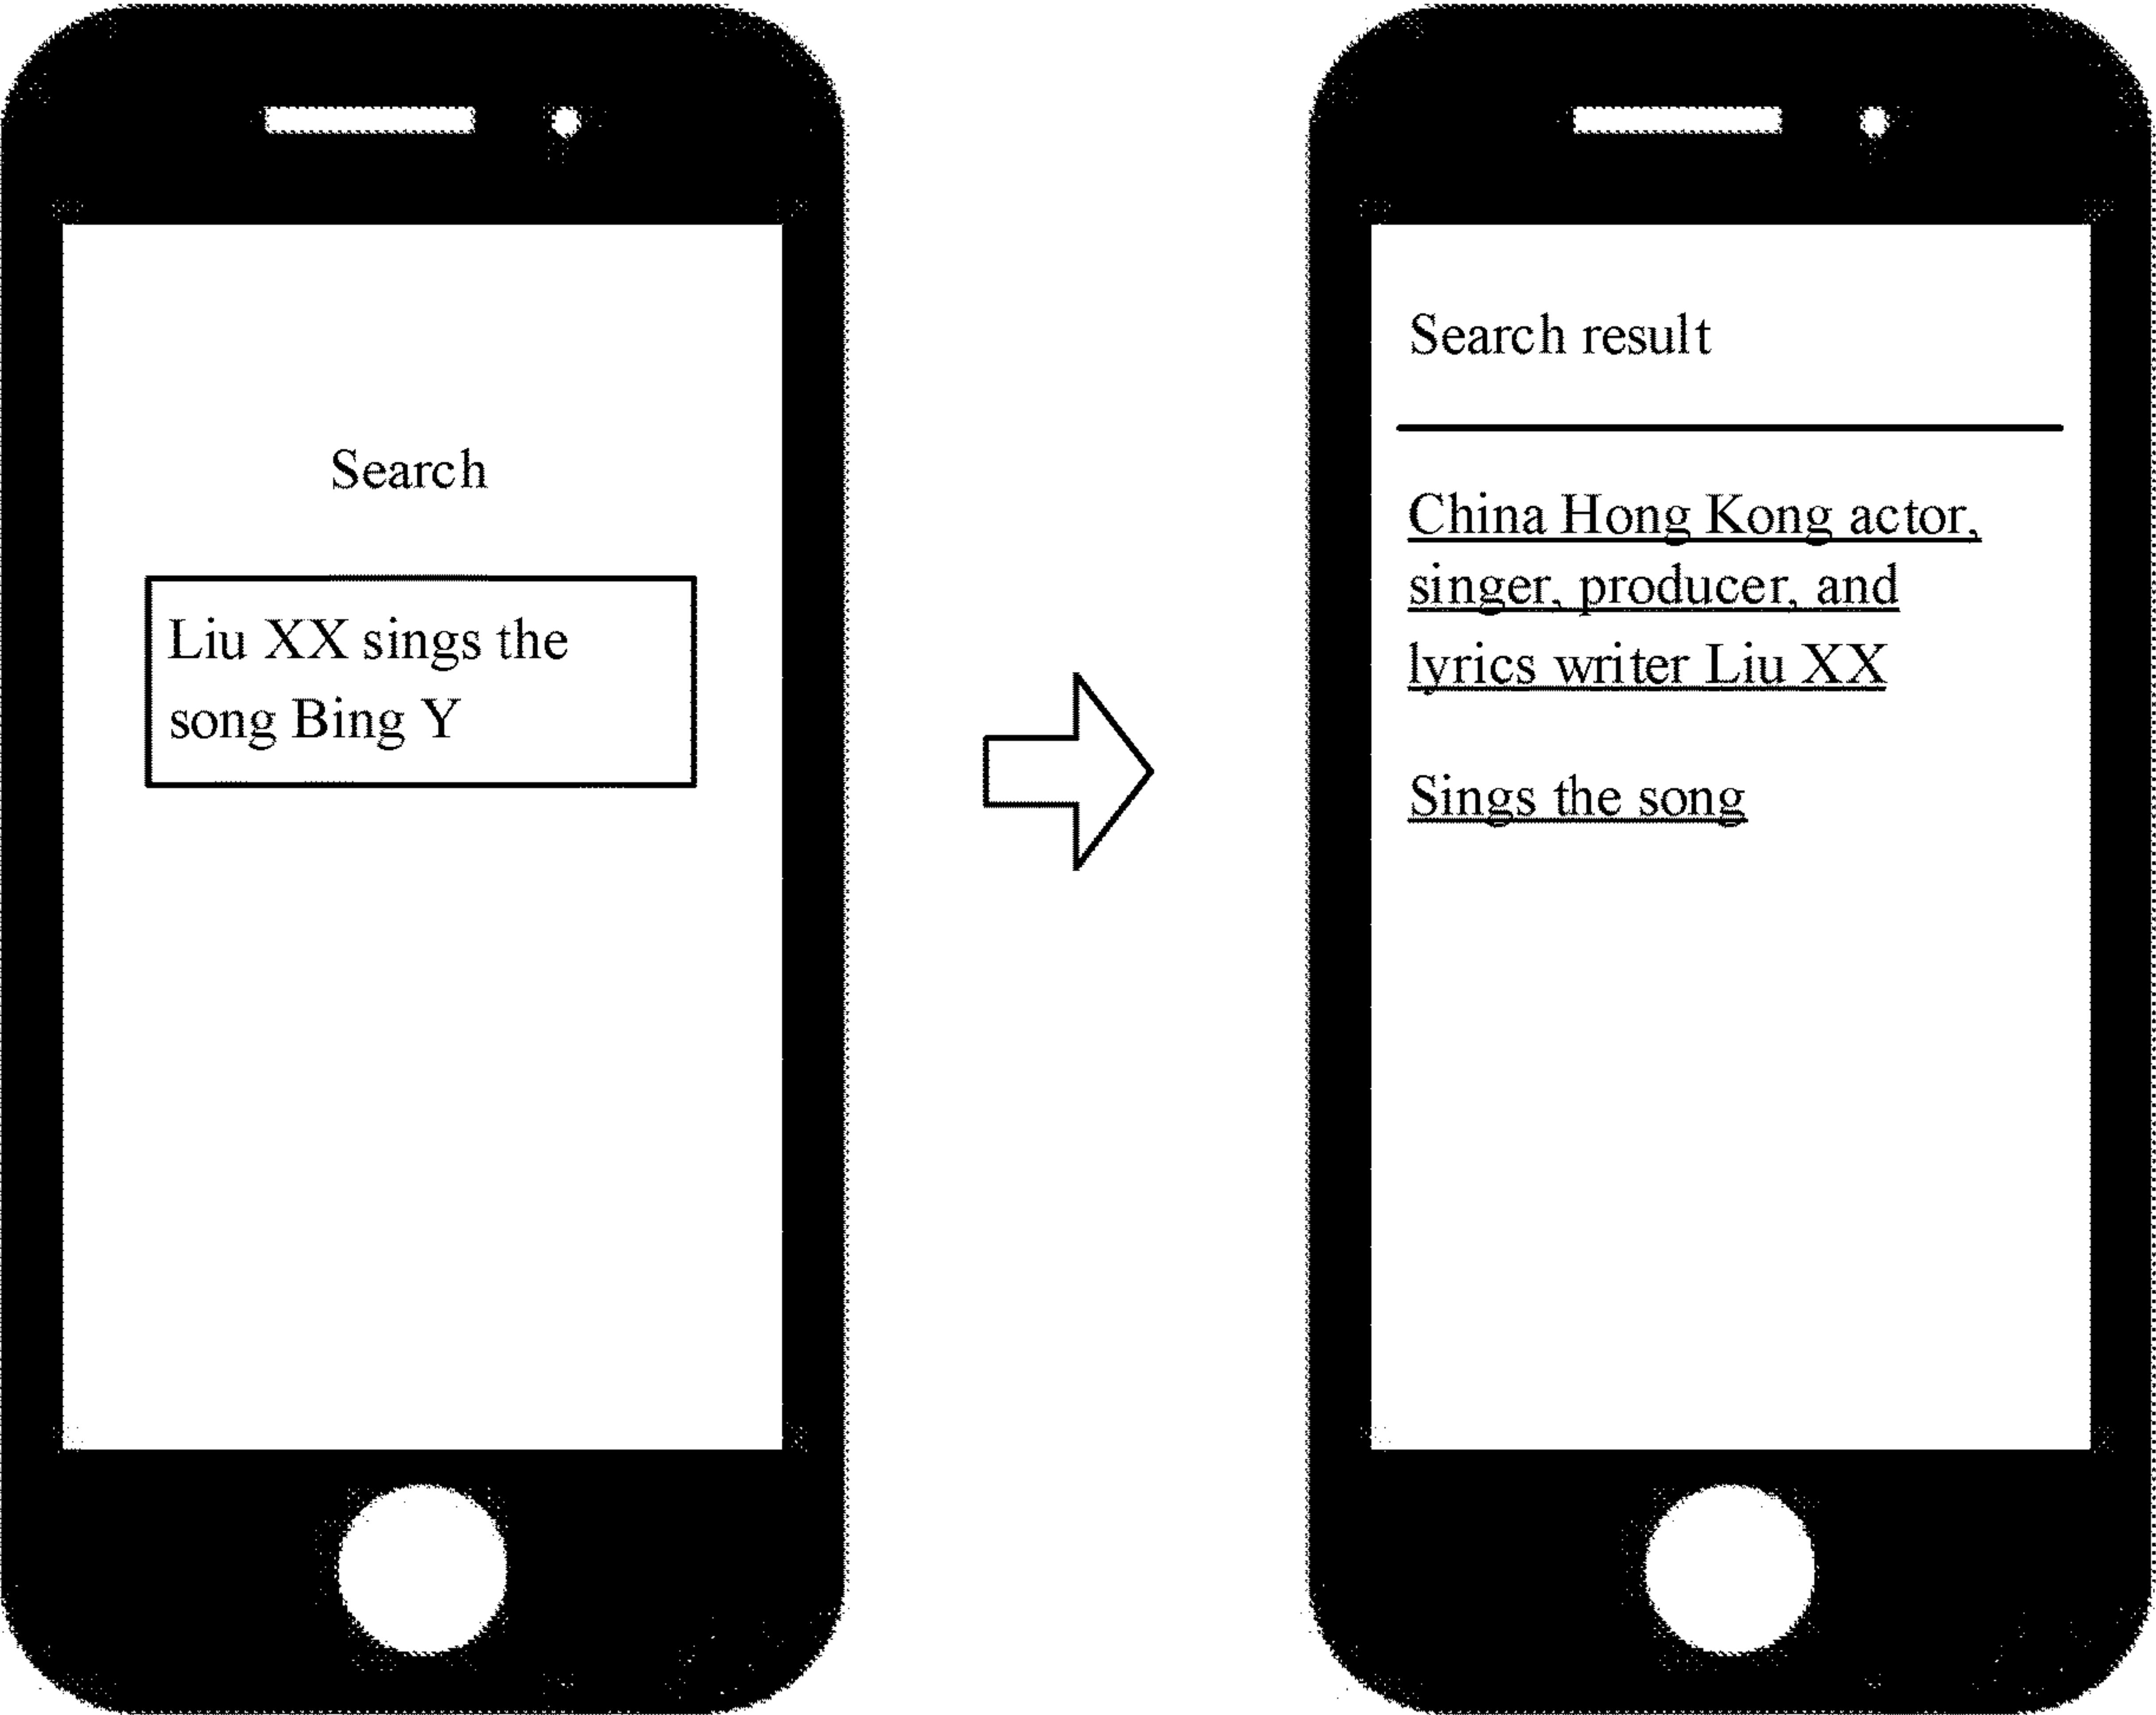 Search
Liu XX sings the
song Bing Y
Search result
China Hong Kong actor,
singer, producer, and
lyrics writer Liu XX
Sings the song